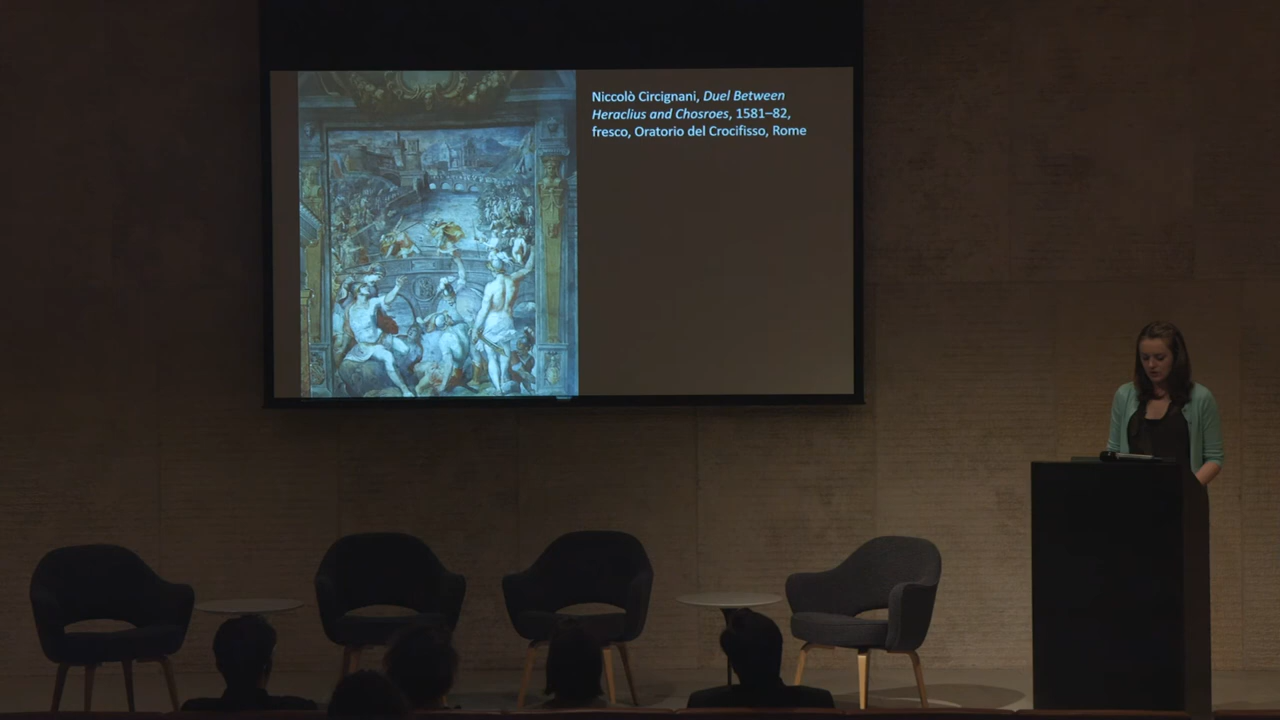 Niccolò Circignani, Duel Between
Heraclius and Chosroes, 1581–82,
fresco, Oratorio del Crocifisso, Rome